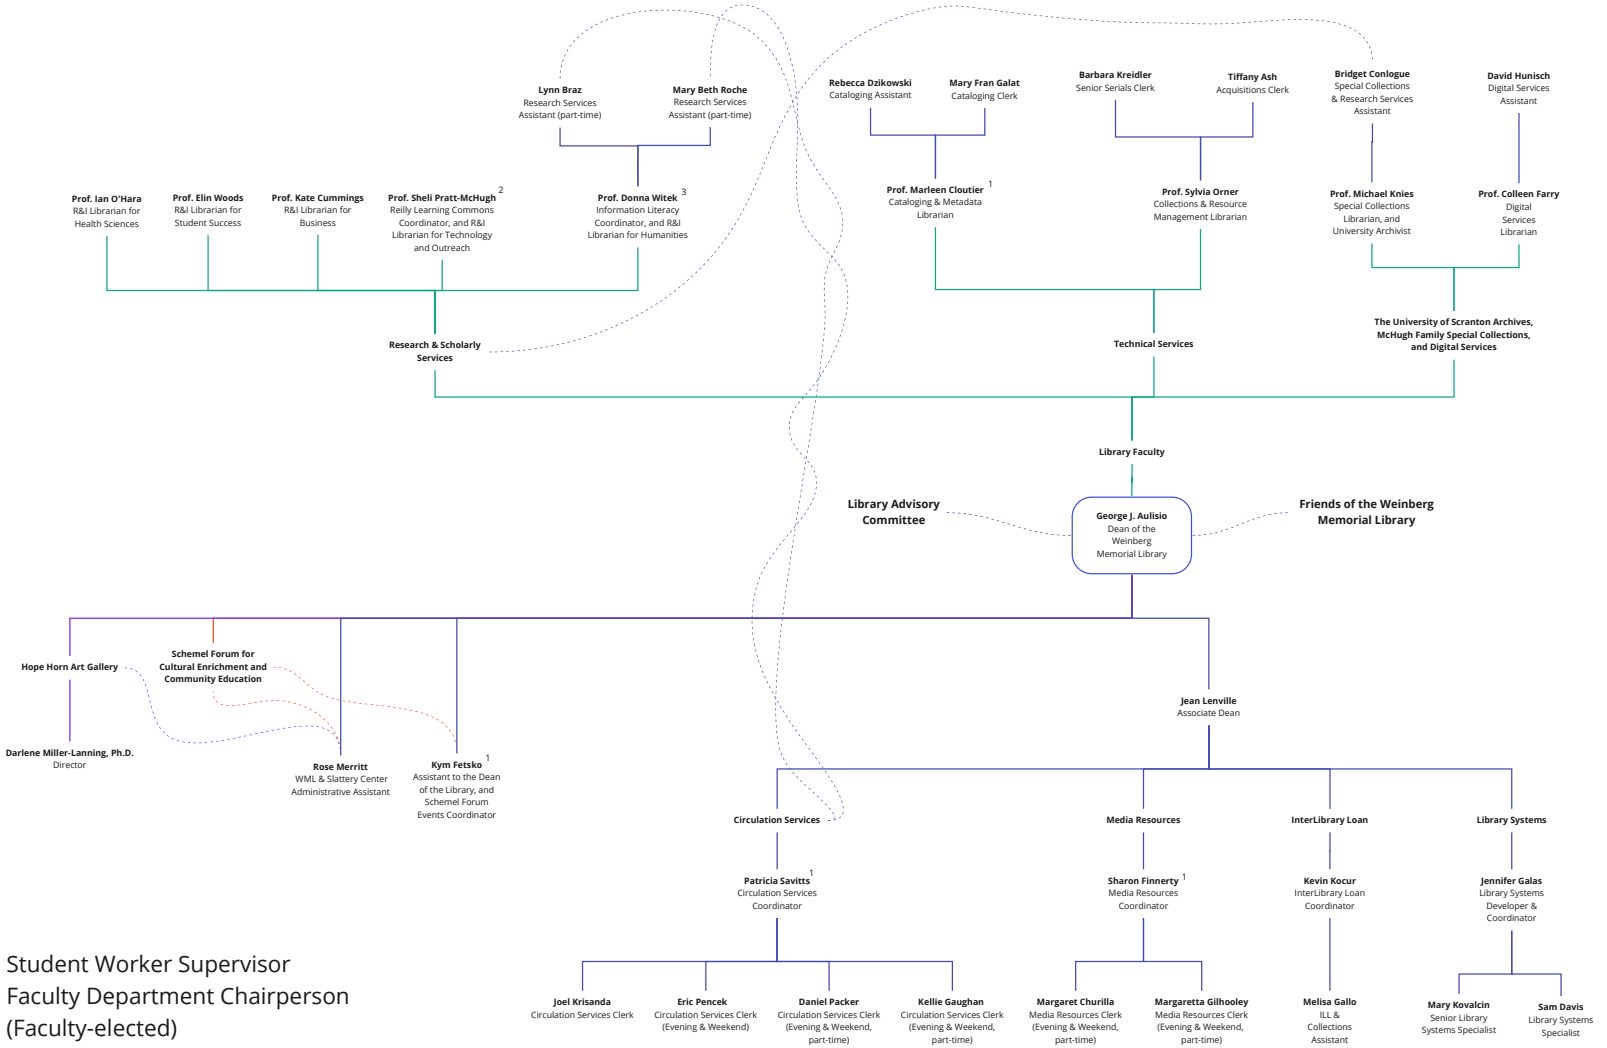 Lynn Braz
Research Services
Assistant (part-time)
Mary Beth Roche
Research Services
Assistant (part-time)
Rebecca Dzikowski
Cataloging Assistant
Mary Fran Galat
Cataloging Clerk
Barbara Kreidler
Senior Serials Clerk
Tiffany Ash
Acquisitions Clerk
Bridget Conlogue
Special Collections
& Research Services
Assistant
David Hunisch
Digital Services
Assistant
Prof. Ian O'Hara
R&I Librarian for
Health Sciences
Prof. Elin Woods
R&I Librarian for
Student Success
Prof. Kate Cummings
R&I Librarian for
Business
Prof. Sheli Pratt-McHugh 2
Reilly Learning Commons
Coordinator, and R&I
Librarian for Technology
and Outreach
Prof. Donna Witek 3
Information Literacy
Coordinator, and R&I
Librarian for Humanities
Prof. Marleen Cloutier 1
Cataloging & Metadata
Librarian
Prof. Sylvia Orner
Collections & Resource
Management Librarian
Prof. Michael Knies
Special Collections
Librarian, and
University Archivist
Prof. Colleen Farry
Digital
Services
Librarian
Research & Scholarly
Services
Technical Services
The University of Scranton Archives,
McHugh Family Special Collections,
and Digital Services
Library Faculty
Library Advisory
Committee
George J. Aulisio
Dean of the
Weinberg
Memorial Library
Friends of the Weinberg
Memorial Library
Hope Horn Art Gallery
Schemel Forum for
Cultural Enrichment and
Community Education
Jean Lenville
Associate Dean
Darlene Miller-Lanning, Ph.D.
Director
Rose Merritt
WML & Slattery Center
Administrative Assistant
Kym Fetsko 1
Assistant to the Dean
of the Library, and
Schemel Forum
Events Coordinator
Circulation Services
Media Resources
InterLibrary Loan
Library Systems
Patricia Savitts 1
Circulation Services
Coordinator
Sharon Finnerty 1
Media Resources
Coordinator
Kevin Kocur
InterLibrary Loan
Coordinator
Jennifer Galas
Library Systems
Developer &
Coordinator
Joel Krisanda
Circulation Services Clerk
Eric Pencek
Circulation Services Clerk
(Evening & Weekend)
Daniel Packer
Circulation Services Clerk
(Evening & Weekend,
part-time)
Kellie Gaughan
Circulation Services Clerk
(Evening & Weekend,
part-time)
Margaret Churilla
Media Resources Clerk
(Evening & Weekend,
part-time)
Margaretta Gilhooley
Media Resources Clerk
(Evening & Weekend,
part-time)
Melisa Gallo
ILL &
Collections
Assistant
Mary Kovalcin
Senior Library
Systems Specialist
Sam Davis
Library Systems
Specialist
Student Worker Supervisor
Faculty Department Chairperson
(Faculty-elected)